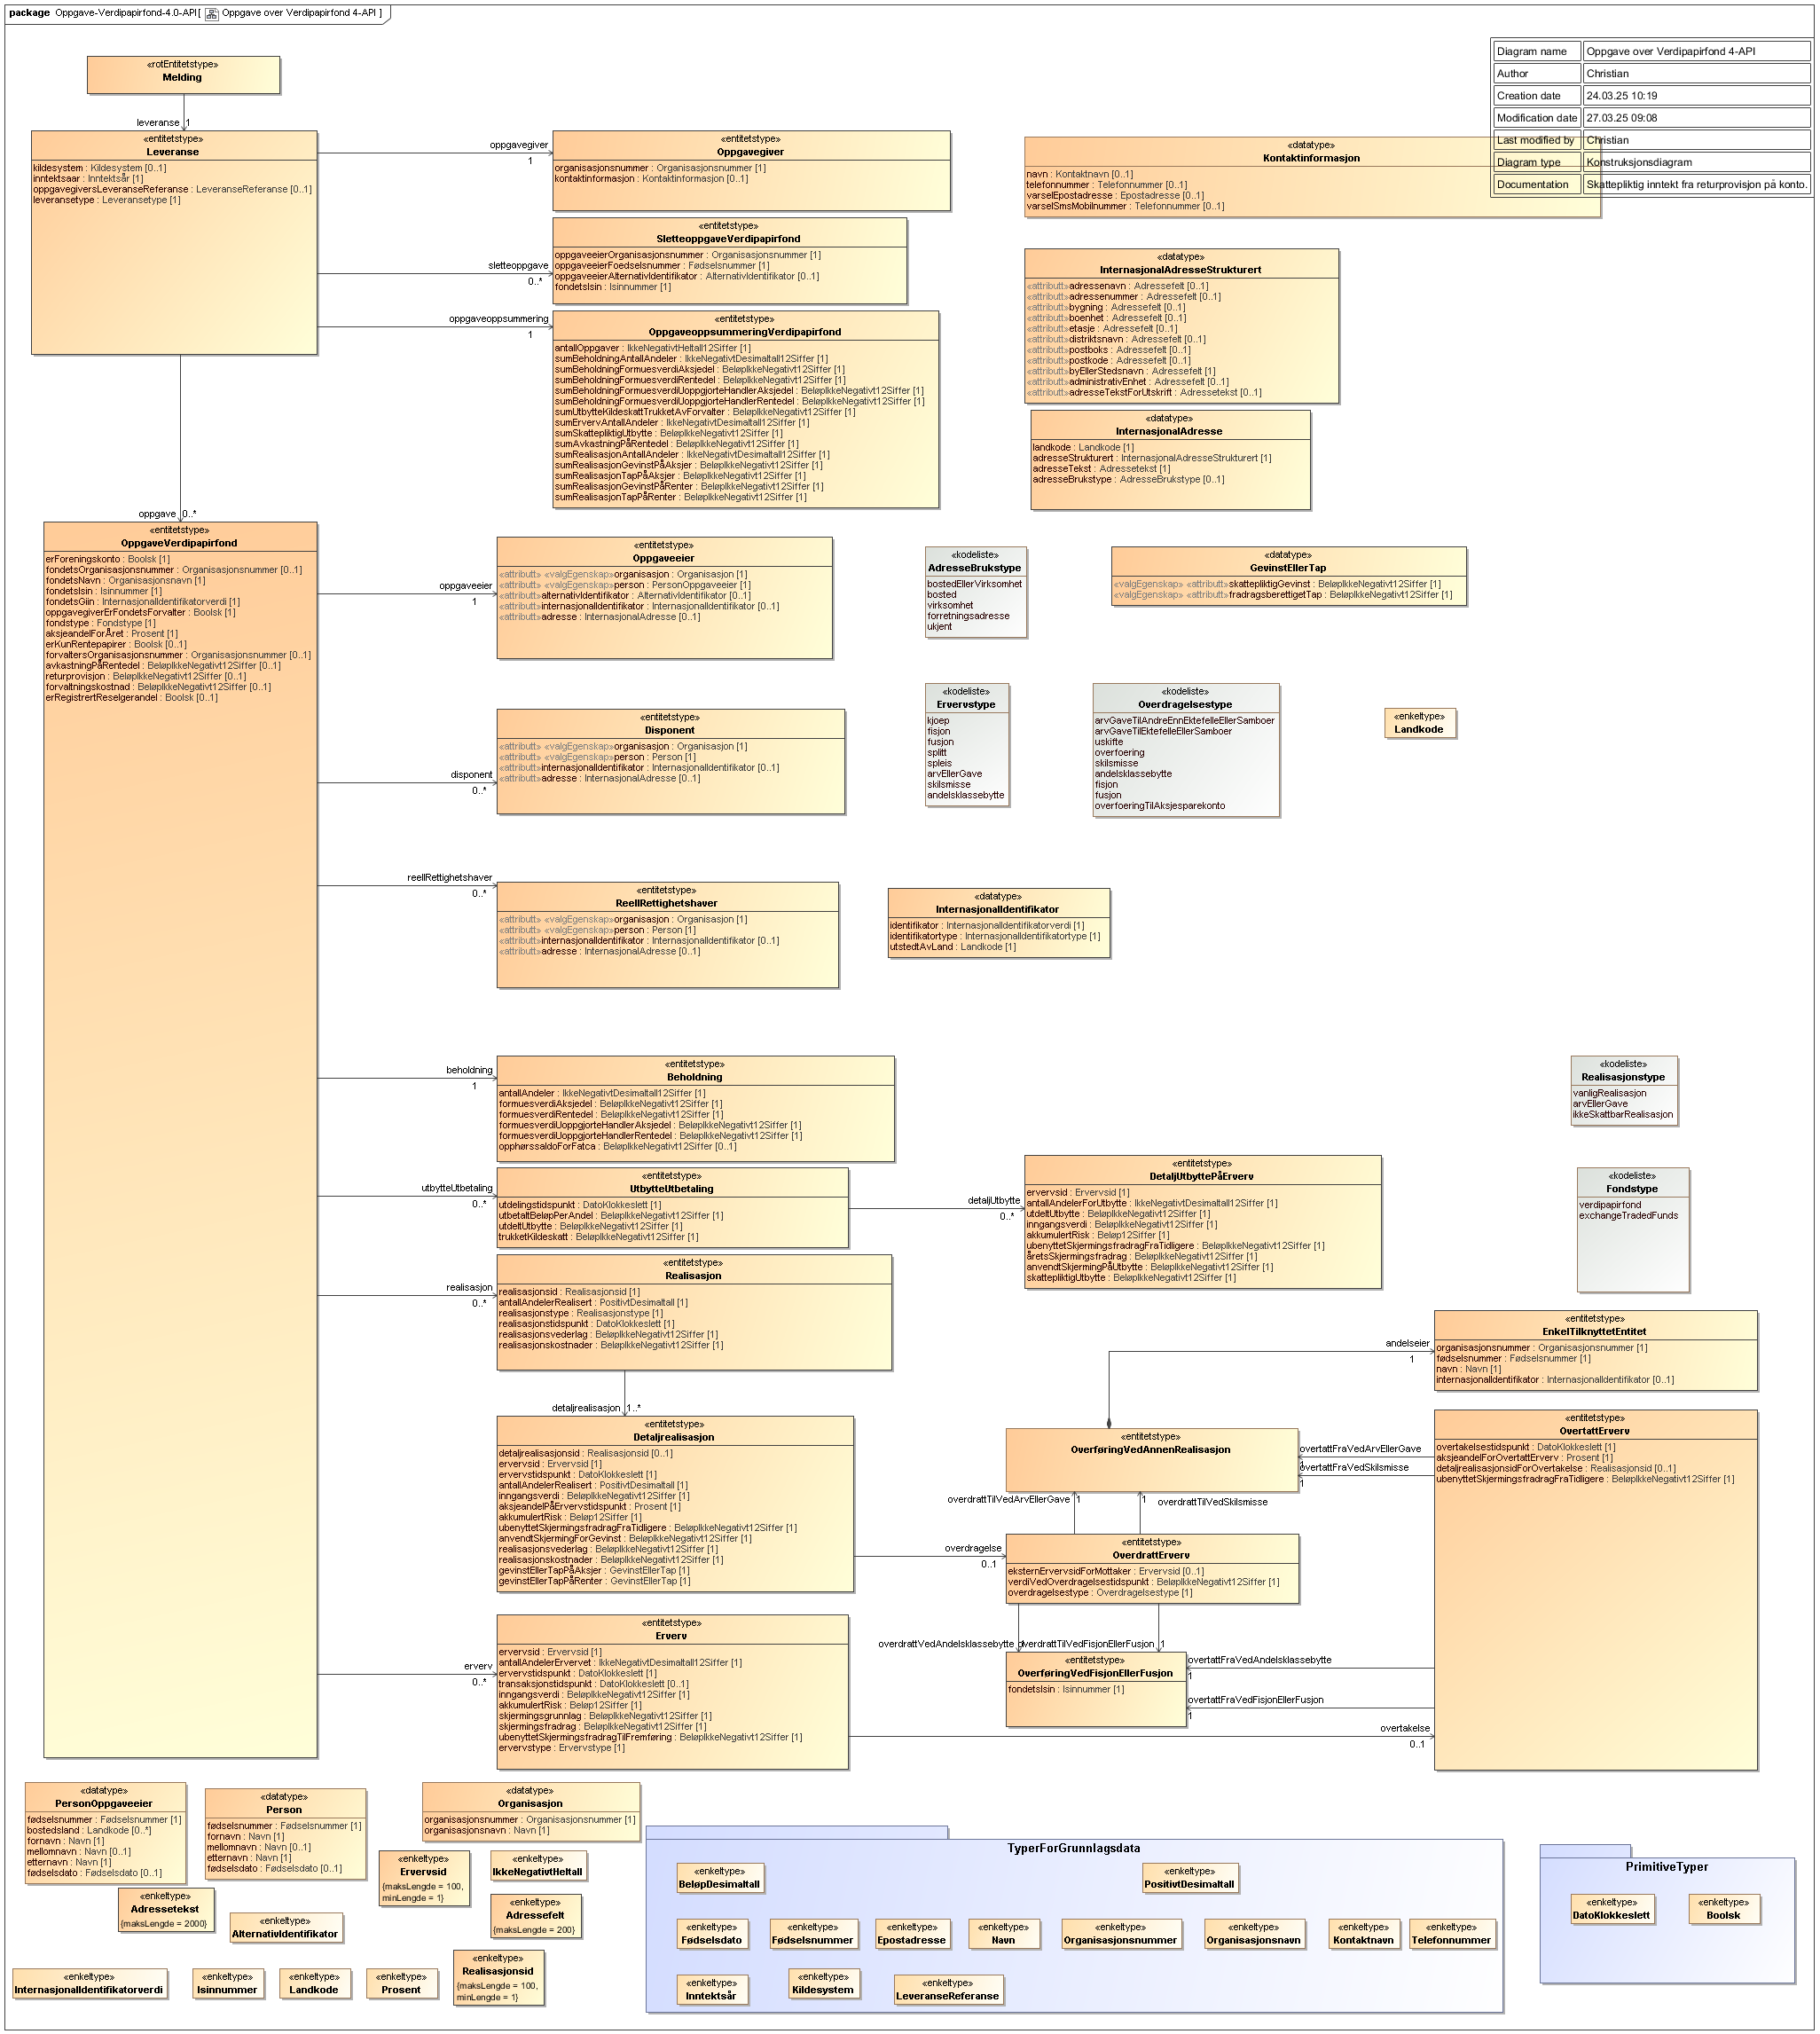 package Oppgave-Verdipapirfond-4.0-API[ Oppgave over Verdipapirfond 4-API ]
Diagram name Oppgave over Verdipapirfond 4-API
Author Christian
Creation date 24.03.25 10:19
Modification date 27.03.25 09:08
Last modified by Christian
Diagram type Konstruksjonsdiagram
Documentation Skattepliktig inntekt fra returprovisjon på konto.
«rotEntitetstype»
Melding
leveranse 1
«entitetstype»
Leveranse
kildesystem : Kildesystem [0..1]
inntektsaar : Inntektsår [1]
oppgavegiversLeveranseReferanse : LeveranseReferanse [0..1]
leveransetype : Leveransetype [1]
oppgavegiver
1
«entitetstype»
Oppgavegiver
organisasjonsnummer : Organisasjonsnummer [1]
kontaktinformasjon : Kontaktinformasjon [0..1]
«datatype»
Kontaktinformasjon
navn : Kontaktnavn [0..1]
telefonnummer : Telefonnummer [0..1]
varselEpostadresse : Epostadresse [0..1]
varselSmsMobilnummer : Telefonnummer [0..1]
sletteoppgave
0..*
«entitetstype»
SletteoppgaveVerdipapirfond
oppgaveeierOrganisasjonsnummer : Organisasjonsnummer [1]
oppgaveeierFoedselsnummer : Fødselsnummer [1]
oppgaveeierAlternativIdentifikator : AlternativIdentifikator [0..1]
fondetsIsin : Isinnummer [1]
«datatype»
InternasjonalAdresseStrukturert
«attributt»adressenavn : Adressefelt [0..1]
«attributt»adressenummer : Adressefelt [0..1]
«attributt»bygning : Adressefelt [0..1]
«attributt»boenhet : Adressefelt [0..1]
«attributt»etasje : Adressefelt [0..1]
«attributt»distriktsnavn : Adressefelt [0..1]
«attributt»postboks : Adressefelt [0..1]
«attributt»postkode : Adressefelt [0..1]
«attributt»byEllerStedsnavn : Adressefelt [1]
«attributt»administrativEnhet : Adressefelt [0..1]
«attributt»adresseTekstForUtskrift : Adressetekst [0..1]
oppgaveoppsummering
1
«entitetstype»
OppgaveoppsummeringVerdipapirfond
antallOppgaver : IkkeNegativtHeltall12Siffer [1]
sumBeholdningAntallAndeler : IkkeNegativtDesimaltall12Siffer [1]
sumBeholdningFormuesverdiAksjedel : BeløpIkkeNegativt12Siffer [1]
sumBeholdningFormuesverdiRentedel : BeløpIkkeNegativt12Siffer [1]
sumBeholdningFormuesverdiUoppgjorteHandlerAksjedel : BeløpIkkeNegativt12Siffer [1]
sumBeholdningFormuesverdiUoppgjorteHandlerRentedel : BeløpIkkeNegativt12Siffer [1]
sumUtbytteKildeskattTrukketAvForvalter : BeløpIkkeNegativt12Siffer [1]
sumErvervAntallAndeler : IkkeNegativtDesimaltall12Siffer [1]
sumSkattepliktigUtbytte : BeløpIkkeNegativt12Siffer [1]
sumAvkastningPåRentedel : BeløpIkkeNegativt12Siffer [1]
sumRealisasjonAntallAndeler : IkkeNegativtDesimaltall12Siffer [1]
sumRealisasjonGevinstPåAksjer : BeløpIkkeNegativt12Siffer [1]
sumRealisasjonTapPåAksjer : BeløpIkkeNegativt12Siffer [1]
sumRealisasjonGevinstPåRenter : BeløpIkkeNegativt12Siffer [1]
sumRealisasjonTapPåRenter : BeløpIkkeNegativt12Siffer [1]
«datatype»
InternasjonalAdresse
landkode : Landkode [1]
adresseStrukturert : InternasjonalAdresseStrukturert [1]
adresseTekst : Adressetekst [1]
adresseBrukstype : AdresseBrukstype [0..1]
oppgave 0..*
«entitetstype»
OppgaveVerdipapirfond
erForeningskonto : Boolsk [1]
fondetsOrganisasjonsnummer : Organisasjonsnummer [0..1]
fondetsNavn : Organisasjonsnavn [1]
fondetsIsin : Isinnummer [1]
fondetsGiin : InternasjonalIdentifikatorverdi [1]
oppgavegiverErFondetsForvalter : Boolsk [1]
fondstype : Fondstype [1]
aksjeandelForÅret : Prosent [1]
erKunRentepapirer : Boolsk [0..1]
forvaltersOrganisasjonsnummer : Organisasjonsnummer [0..1]
avkastningPåRentedel : BeløpIkkeNegativt12Siffer [0..1]
returprovisjon : BeløpIkkeNegativt12Siffer [0..1]
forvaltningskostnad : BeløpIkkeNegativt12Siffer [0..1]
erRegistrertReselgerandel : Boolsk [0..1]
oppgaveeier
1
«entitetstype»
Oppgaveeier
«attributt» «valgEgenskap»organisasjon : Organisasjon [1]
«attributt» «valgEgenskap»person : PersonOppgaveeier [1]
«attributt»alternativIdentifikator : AlternativIdentifikator [0..1]
«attributt»internasjonalIdentifikator : InternasjonalIdentifikator [0..1]
«attributt»adresse : InternasjonalAdresse [0..1]
«kodeliste»
AdresseBrukstype
bostedEllerVirksomhet
bosted
virksomhet
forretningsadresse
ukjent
«datatype»
GevinstEllerTap
«valgEgenskap» «attributt»skattepliktigGevinst : BeløpIkkeNegativt12Siffer [1]
«valgEgenskap» «attributt»fradragsberettigetTap : BeløpIkkeNegativt12Siffer [1]
disponent
0..*
«entitetstype»
Disponent
«attributt» «valgEgenskap»organisasjon : Organisasjon [1]
«attributt» «valgEgenskap»person : Person [1]
«attributt»internasjonalIdentifikator : InternasjonalIdentifikator [0..1]
«attributt»adresse : InternasjonalAdresse [0..1]
«kodeliste»
Ervervstype
kjoep
fisjon
fusjon
splitt
spleis
arvEllerGave
skilsmisse
andelsklassebytte
«kodeliste»
Overdragelsestype
arvGaveTilAndreEnnEktefelleEllerSamboer
arvGaveTilEktefelleEllerSamboer
uskifte
overfoering
skilsmisse
andelsklassebytte
fisjon
fusjon
overfoeringTilAksjesparekonto
«enkeltype»
Landkode
reellRettighetshaver
0..*
«entitetstype»
ReellRettighetshaver
«attributt» «valgEgenskap»organisasjon : Organisasjon [1]
«attributt» «valgEgenskap»person : Person [1]
«attributt»internasjonalIdentifikator : InternasjonalIdentifikator [0..1]
«attributt»adresse : InternasjonalAdresse [0..1]
«datatype»
InternasjonalIdentifikator
identifikator : InternasjonalIdentifikatorverdi [1]
identifikatortype : InternasjonalIdentifikatortype [1]
utstedtAvLand : Landkode [1]
beholdning
1
«entitetstype»
Beholdning
antallAndeler : IkkeNegativtDesimaltall12Siffer [1]
formuesverdiAksjedel : BeløpIkkeNegativt12Siffer [1]
formuesverdiRentedel : BeløpIkkeNegativt12Siffer [1]
formuesverdiUoppgjorteHandlerAksjedel : BeløpIkkeNegativt12Siffer [1]
formuesverdiUoppgjorteHandlerRentedel : BeløpIkkeNegativt12Siffer [1]
opphørssaldoForFatca : BeløpIkkeNegativt12Siffer [0..1]
«kodeliste»
Realisasjonstype
vanligRealisasjon
arvEllerGave
ikkeSkattbarRealisasjon
utbytteUtbetaling
0..*
«entitetstype»
UtbytteUtbetaling
utdelingstidspunkt : DatoKlokkeslett [1]
utbetaltBeløpPerAndel : BeløpIkkeNegativt12Siffer [1]
utdeltUtbytte : BeløpIkkeNegativt12Siffer [1]
trukketKildeskatt : BeløpIkkeNegativt12Siffer [1]
detaljUtbytte
0..*
«entitetstype»
DetaljUtbyttePåErverv
ervervsid : Ervervsid [1]
antallAndelerForUtbytte : IkkeNegativtDesimaltall12Siffer [1]
utdeltUtbytte : BeløpIkkeNegativt12Siffer [1]
inngangsverdi : BeløpIkkeNegativt12Siffer [1]
akkumulertRisk : Beløp12Siffer [1]
ubenyttetSkjermingsfradragFraTidligere : BeløpIkkeNegativt12Siffer [1]
åretsSkjermingsfradrag : BeløpIkkeNegativt12Siffer [1]
anvendtSkjermingPåUtbytte : BeløpIkkeNegativt12Siffer [1]
skattepliktigUtbytte : BeløpIkkeNegativt12Siffer [1]
«kodeliste»
Fondstype
verdipapirfond
exchangeTradedFunds
realisasjon
0..*
«entitetstype»
Realisasjon
realisasjonsid : Realisasjonsid [1]
antallAndelerRealisert : PositivtDesimaltall [1]
realisasjonstype : Realisasjonstype [1]
realisasjonstidspunkt : DatoKlokkeslett [1]
realisasjonsvederlag : BeløpIkkeNegativt12Siffer [1]
realisasjonskostnader : BeløpIkkeNegativt12Siffer [1]
andelseier
1
«entitetstype»
EnkelTilknyttetEntitet
organisasjonsnummer : Organisasjonsnummer [1]
fødselsnummer : Fødselsnummer [1]
navn : Navn [1]
internasjonalIdentifikator : InternasjonalIdentifikator [0..1]
detaljrealisasjon 1..*
«entitetstype»
Detaljrealisasjon
detaljrealisasjonsid : Realisasjonsid [0..1]
ervervsid : Ervervsid [1]
ervervstidspunkt : DatoKlokkeslett [1]
antallAndelerRealisert : PositivtDesimaltall [1]
inngangsverdi : BeløpIkkeNegativt12Siffer [1]
aksjeandelPåErvervstidspunkt : Prosent [1]
akkumulertRisk : Beløp12Siffer [1]
ubenyttetSkjermingsfradragFraTidligere : BeløpIkkeNegativt12Siffer [1]
anvendtSkjermingForGevinst : BeløpIkkeNegativt12Siffer [1]
realisasjonsvederlag : BeløpIkkeNegativt12Siffer [1]
realisasjonskostnader : BeløpIkkeNegativt12Siffer [1]
gevinstEllerTapPåAksjer : GevinstEllerTap [1]
gevinstEllerTapPåRenter : GevinstEllerTap [1]
«entitetstype»
OverføringVedAnnenRealisasjon
overtattFraVedArvEllerGave
1
overtattFraVedSkilsmisse
1
«entitetstype»
OvertattErverv
overtakelsestidspunkt : DatoKlokkeslett [1]
aksjeandelForOvertattErverv : Prosent [1]
detaljrealisasjonsidForOvertakelse : Realisasjonsid [0..1]
ubenyttetSkjermingsfradragFraTidligere : BeløpIkkeNegativt12Siffer [1]
overdrattTilVedArvEllerGave 1
1 overdrattTilVedSkilsmisse
overdragelse
0..1
«entitetstype»
OverdrattErverv
eksternErvervsidForMottaker : Ervervsid [0..1]
verdiVedOverdragelsestidspunkt : BeløpIkkeNegativt12Siffer [1]
overdragelsestype : Overdragelsestype [1]
overdrattVedAndelsklassebytte
overdrattTilVedFisjonEllerFusjon 1
«entitetstype»
OverføringVedFisjonEllerFusjon
fondetsIsin : Isinnummer [1]
overtattFraVedAndelsklassebytte
1
overtattFraVedFisjonEllerFusjon
1
erverv
0..*
«entitetstype»
Erverv
ervervsid : Ervervsid [1]
antallAndelerErvervet : IkkeNegativtDesimaltall12Siffer [1]
ervervstidspunkt : DatoKlokkeslett [1]
transaksjonstidspunkt : DatoKlokkeslett [0..1]
inngangsverdi : BeløpIkkeNegativt12Siffer [1]
akkumulertRisk : Beløp12Siffer [1]
skjermingsgrunnlag : BeløpIkkeNegativt12Siffer [1]
skjermingsfradrag : BeløpIkkeNegativt12Siffer [1]
ubenyttetSkjermingsfradragTilFremføring : BeløpIkkeNegativt12Siffer [1]
ervervstype : Ervervstype [1]
overtakelse
0..1
«datatype»
PersonOppgaveeier
fødselsnummer : Fødselsnummer [1]
bostedsland : Landkode [0..*]
fornavn : Navn [1]
mellomnavn : Navn [0..1]
etternavn : Navn [1]
fødselsdato : Fødselsdato [0..1]
«datatype»
Person
fødselsnummer : Fødselsnummer [1]
fornavn : Navn [1]
mellomnavn : Navn [0..1]
etternavn : Navn [1]
fødselsdato : Fødselsdato [0..1]
«datatype»
Organisasjon
organisasjonsnummer : Organisasjonsnummer [1]
organisasjonsnavn : Navn [1]
«enkeltype»
Ervervsid
{maksLengde = 100,
minLengde = 1}
«enkeltype»
IkkeNegativtHeltall
«enkeltype»
Adressetekst
{maksLengde = 2000}
«enkeltype»
AlternativIdentifikator
«enkeltype»
Adressefelt
{maksLengde = 200}
«enkeltype»
InternasjonalIdentifikatorverdi
«enkeltype»
Isinnummer
«enkeltype»
Landkode
«enkeltype»
Prosent
«enkeltype»
Realisasjonsid
{maksLengde = 100,
minLengde = 1}
TyperForGrunnlagsdata
«enkeltype»
BeløpDesimaltall
«enkeltype»
PositivtDesimaltall
«enkeltype»
Fødselsdato
«enkeltype»
Fødselsnummer
«enkeltype»
Epostadresse
«enkeltype»
Navn
«enkeltype»
Organisasjonsnummer
«enkeltype»
Organisasjonsnavn
«enkeltype»
Kontaktnavn
«enkeltype»
Telefonnummer
«enkeltype»
Inntektsår
«enkeltype»
Kildesystem
«enkeltype»
LeveranseReferanse
PrimitiveTyper
«enkeltype»
DatoKlokkeslett
«enkeltype»
Boolsk